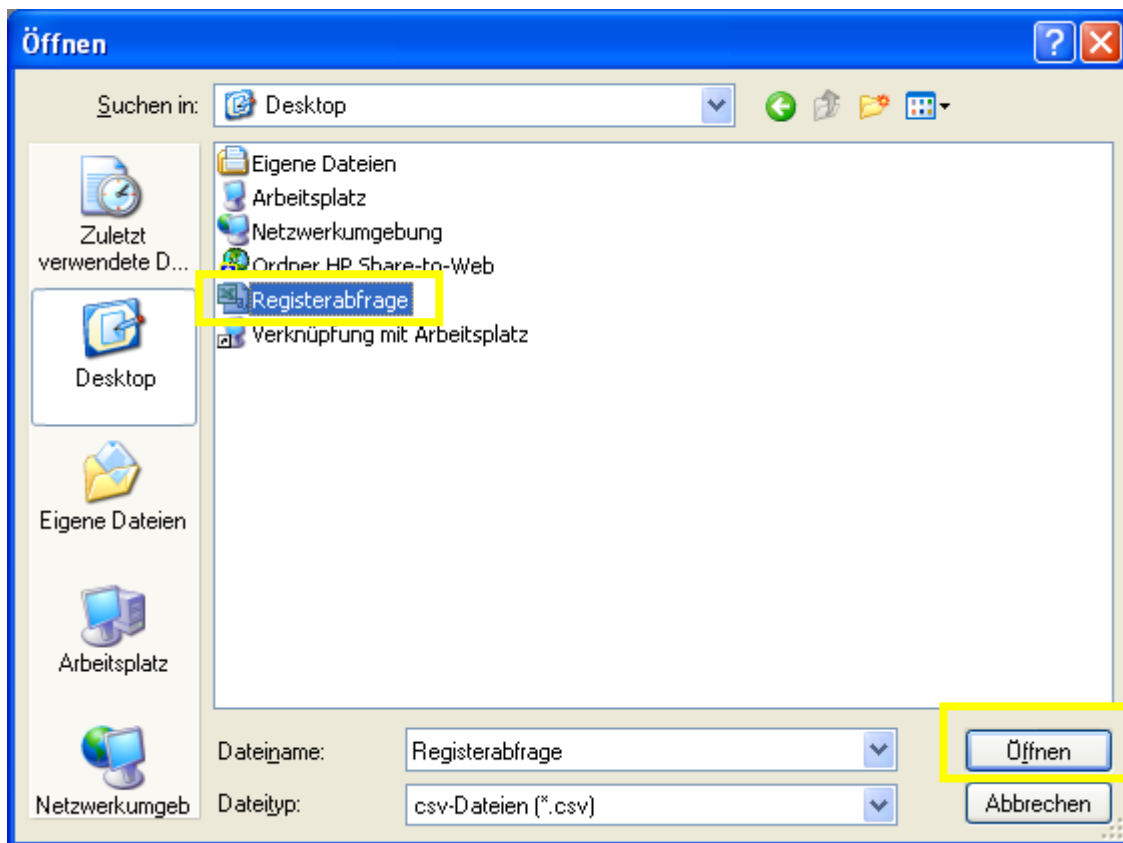 Öffnen
Suchen in:
Desktop
Zuletzt
verwendete D...
Desktop
Eigene Dateien
Arbeitsplatz
Netzwerkumgeb
Eigene Dateien
Arbeitsplatz
Netzwerkumgebung
Ordner HP Share-to-Web
Registerabfrage
Verknüpfung mit Arbeitsplatz
Dateiname:
Registerabfrage
Öffnen
Dateityp:
csv-Dateien (*.csv)
Abbrechen